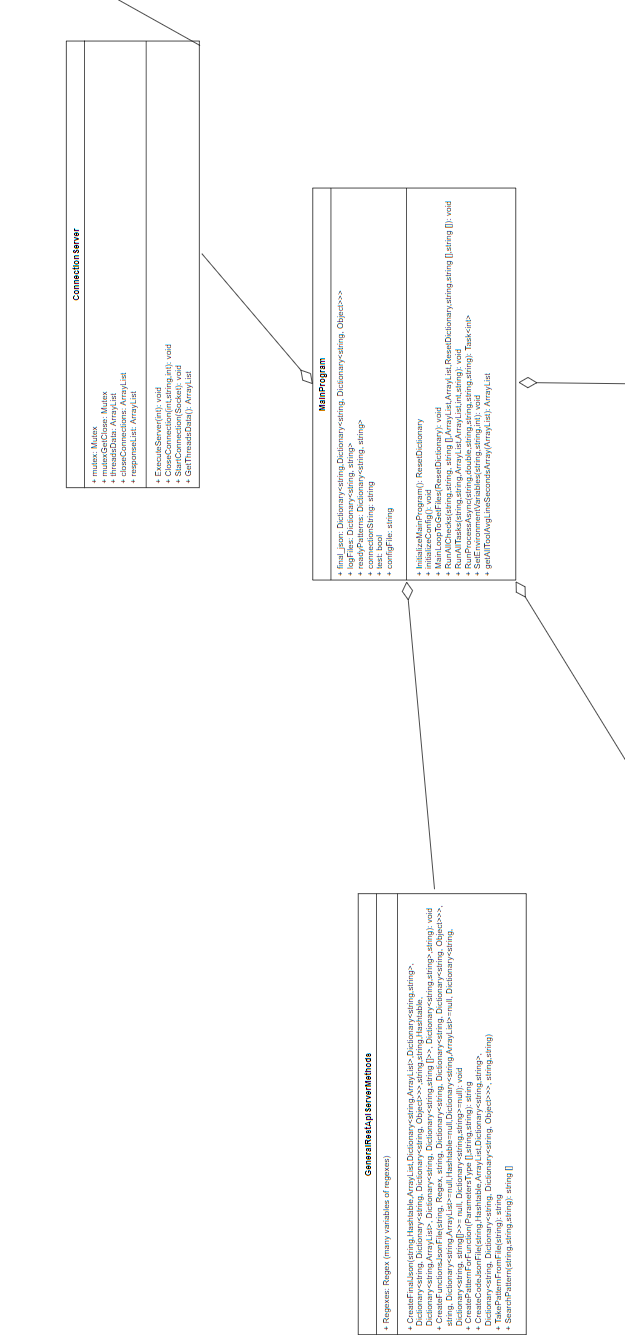 ConnectionServer
+ mutex: Mutex
+ mutexGetClose: Mutex
+ threadsData: ArrayList
+ closeConnections: ArrayList
+ responseList: ArrayList
+ ExecuteServer(int): void
+ CloseConnection(int,string,int): void
+ StartConnection(Socket): void
+ GetThreadsData(): ArrayList
MainProgram
+ final_json: Dictionary<string,Dictionary<string, Dictionary<string, Object>>>
+ logFiles: Dictionary<string, string>
+ readyPatterns: Dictionary<string, string>
+ connectionString: string
+ test: bool
+ configFile: string
+ InitializeMainProgram(): ResetDictionary
+ initializeConfig(): void
+ MainLoopToGetFiles(ResetDictionary): void
+ RunAllChecks(string,string, string [],ArrayList,ArrayList,ResetDictionary,string,string [],string []): void
+ RunAllTasks(string,string,ArrayList,ArrayList,int,string): void
+ RunProcessAsync(string,double,string,string,string,string): Task<int>
+ SetEnvironmentVariables(string,string,int): void
+ getAllToolAvgLineSecondsArray(ArrayList): ArrayList
GeneralRestApiServerMethods
+ Regexes: Regex (many variables of regexes)
+ CreateFinalJson(string,Hashtable,ArrayList,Dictionary<string,ArrayList>,Dictionary<string,string>,
Dictionary<string, Dictionary<string, Dictionary<string, Object>>>,string,string,Hashtable,
Dictionary<string,ArrayList>, Dictionary<string, Dictionary<string,string []>>, Dictionary<string,string>,string): void
+ CreateFunctionsJsonFile(string, Regex, string, Dictionary<string, Dictionary<string, Dictionary<string, Object>>>,
string, Dictionary<string,ArrayList>=null,Hashtable=null,Dictionary<string,ArrayList>=null, Dictionary<string,
Dictionary<string, string[]>>= null, Dictionary<string,string>=null): void
+ CreatePatternForFunction(ParametersType [],string,string): string
+ CreateCodeJsonFile(string,Hashtable,ArrayList,Dictionary<string,string>,
Dictionary<string, Dictionary<string, Dictionary<string, Object>>>, string,string)
+ TakePatternFromFile(string): string
+ SearchPattern(string,string,string): string []